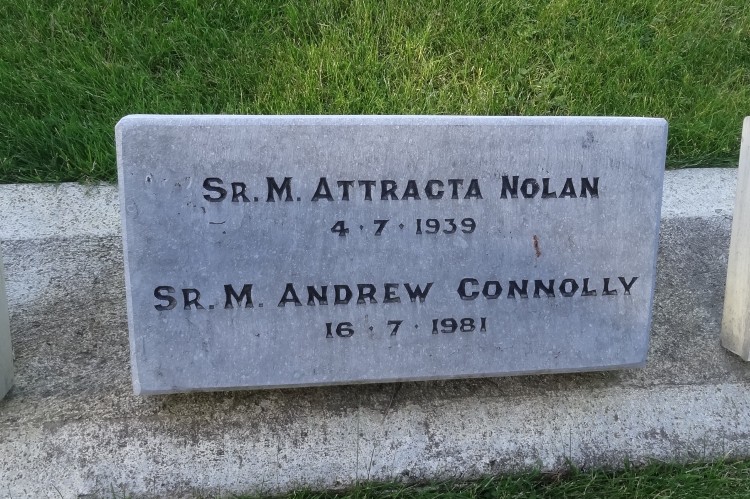 SR. M. ATTRACTA NOLAN
4 · 7 · 1939
SR. M. ANDREW CONNOLLY
16 · 7 · 1981